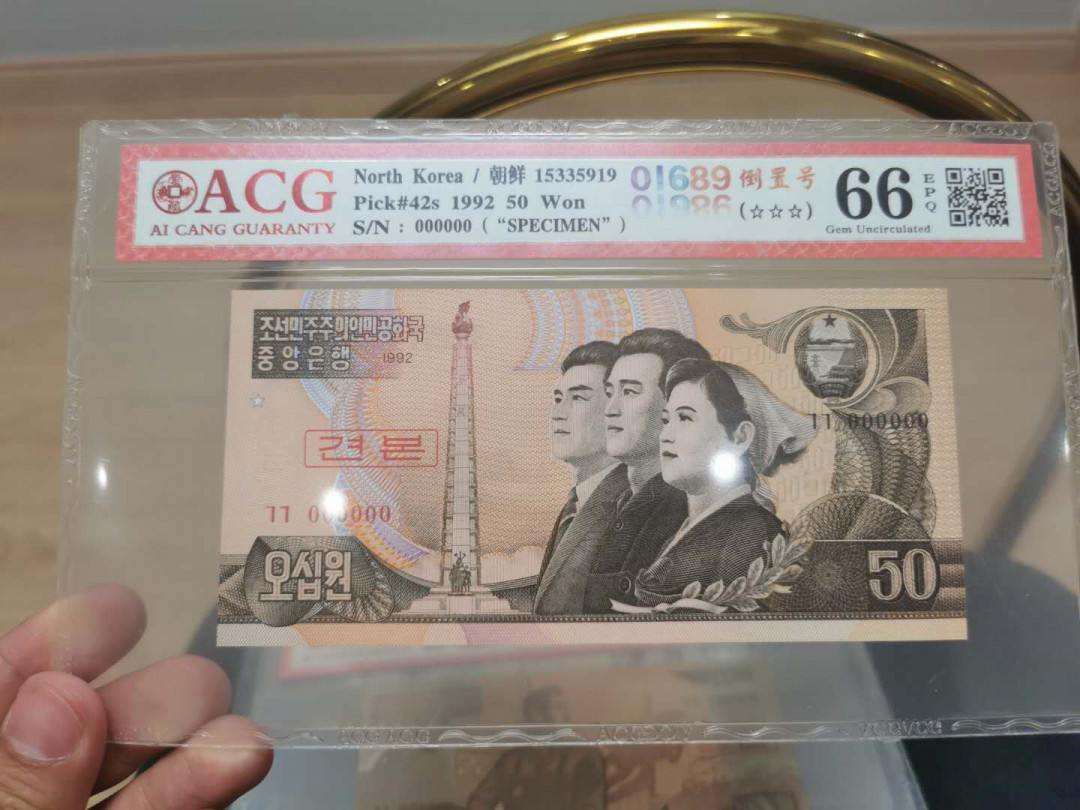 ACG
AI CANG GUARANTY
North Korea / 朝鲜 15335919
Pick#42s 1992 50 Won
S/N : 000000 ( “SPECIMEN” )
01689 倒置号
01986 (☆☆☆)
66 EPQ
Gem Uncirculated
조선민주주의인민공화국
중앙은행 1992
견본
ㄱㄱ 000000
ㄱㄱ 000000
오십원
50